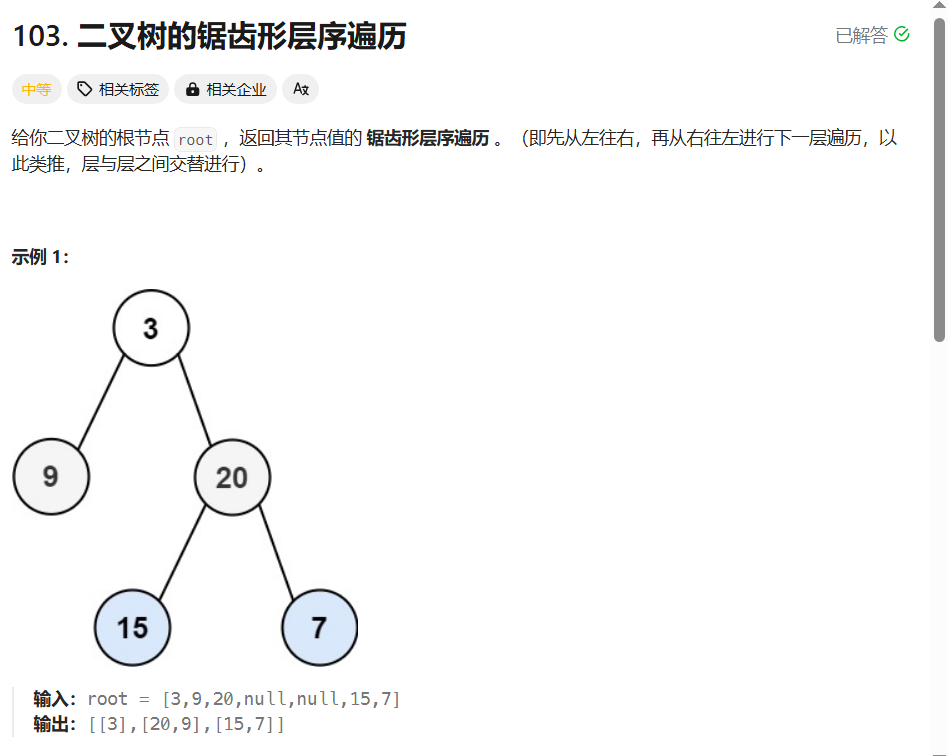 103. 二叉树的锯齿形层序遍历
已解答
中等 相关标签 相关企业 A文
给你二叉树的根节点 root ，返回其节点值的 锯齿形层序遍历 。（即先从左往右，再从右往左进行下一层遍历，以
此类推，层与层之间交替进行）。
示例 1：
3
9
20
15
7
输入：root = [3,9,20,null,null,15,7]
输出：[[3],[20,9],[15,7]]